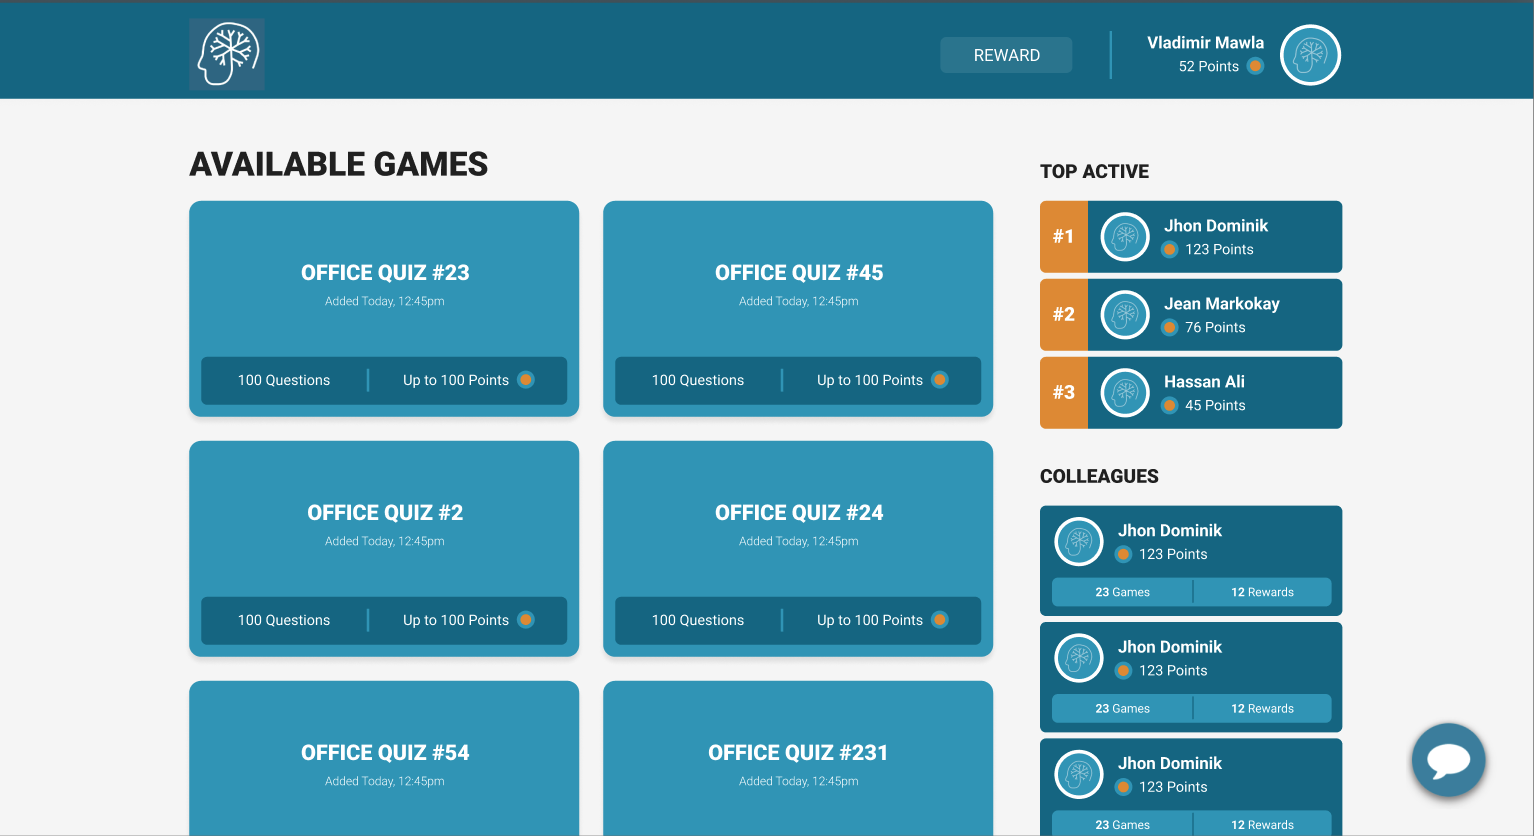 REWARD
Vladimir Mawla
52 Points
AVAILABLE GAMES
OFFICE QUIZ #23
Added Today, 12:45pm
100 Questions
Up to 100 Points
OFFICE QUIZ #45
Added Today, 12:45pm
100 Questions
Up to 100 Points
OFFICE QUIZ #2
Added Today, 12:45pm
100 Questions
Up to 100 Points
OFFICE QUIZ #24
Added Today, 12:45pm
100 Questions
Up to 100 Points
OFFICE QUIZ #54
Added Today, 12:45pm
OFFICE QUIZ #231
Added Today, 12:45pm
TOP ACTIVE
#1
Jhon Dominik
123 Points
#2
Jean Markokay
76 Points
#3
Hassan Ali
45 Points
COLLEAGUES
Jhon Dominik
123 Points
23 Games
12 Rewards
Jhon Dominik
123 Points
23 Games
12 Rewards
Jhon Dominik
123 Points
23 Games
12 Rewards